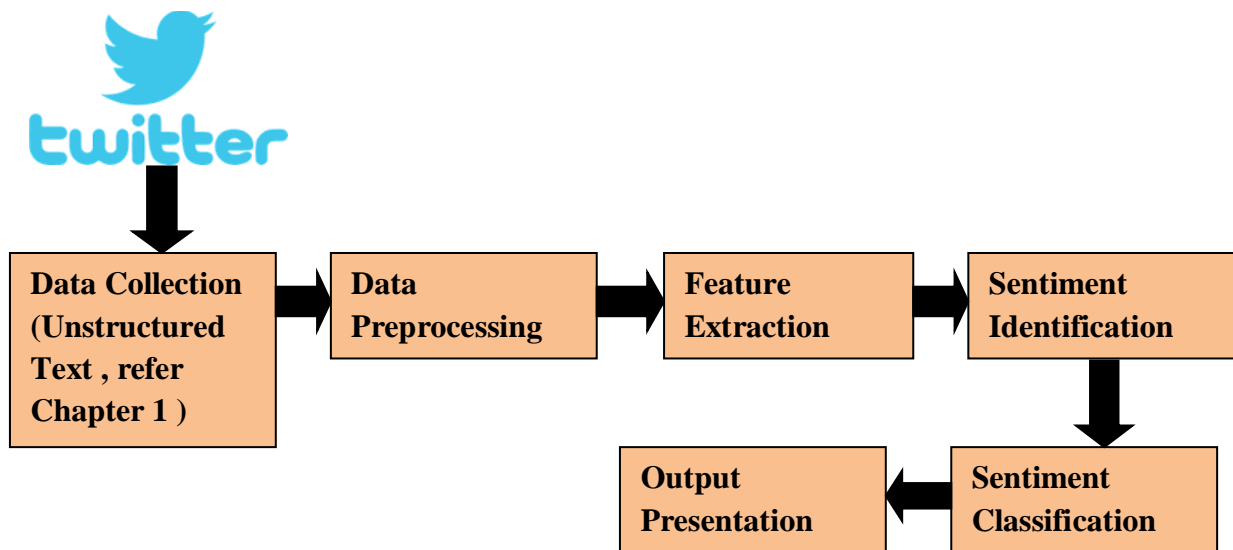 twitter
Data Collection
(Unstructured
Text , refer
Chapter 1 )
Data
Preprocessing
Feature
Extraction
Sentiment
Identification
Sentiment
Classification
Output
Presentation